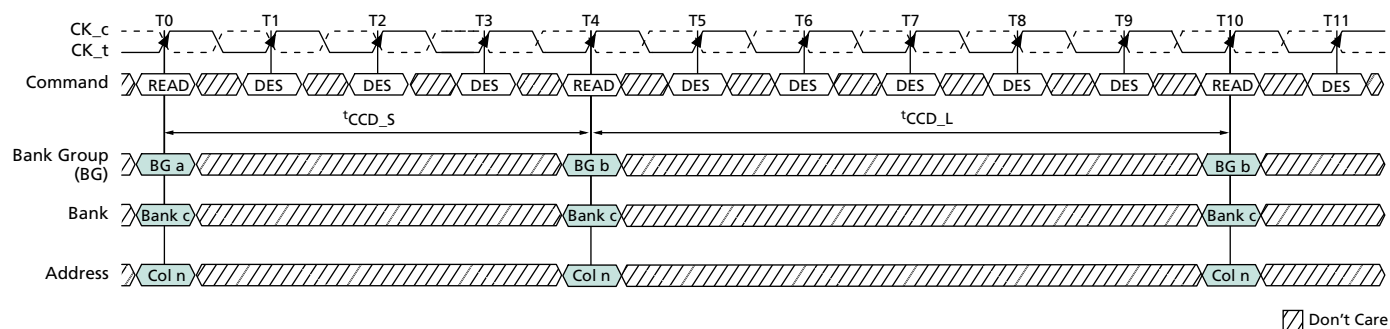 T0 T1 T2 T3 T4 T5 T6 T7 T8 T9 T10 T11
CK_c
CK_t
Command READ DES DES DES READ DES DES DES DES DES READ DES
tCCD_S tCCD_L
Bank Group
(BG)
BG a BG b BG b
Bank Bank c Bank c Bank c
Address Col n Col n Col n
Don't Care